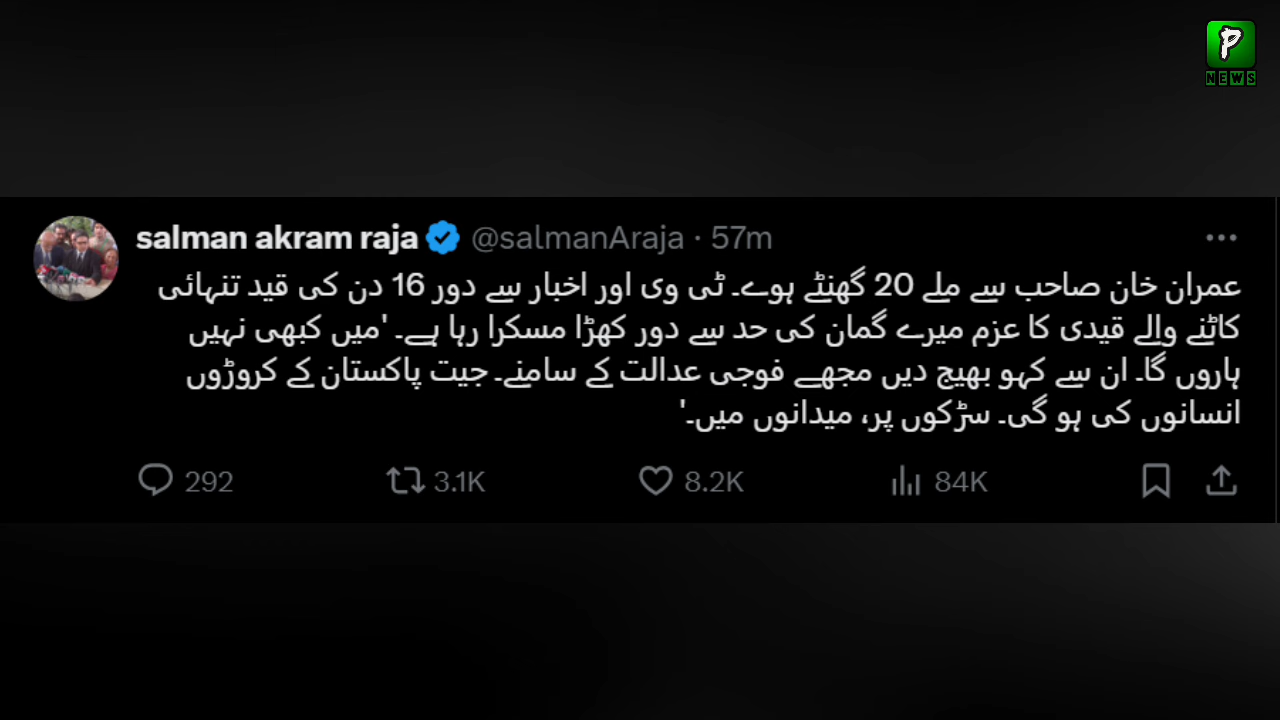 P
NEWS
salman akram raja @salmanAraja · 57m
عمران خان صاحب سے ملے 20 گھنٹے ہوے۔ ٹی وی اور اخبار سے دور 16 دن کی قید تنہائی
کاٹنے والے قیدی کا عزم میرے گمان کی حد سے دور کھڑا مسکرا رہا ہے۔ 'میں کبھی نہیں
ہاروں گا۔ ان سے کہو بھیج دیں مجھے فوجی عدالت کے سامنے۔ جیت پاکستان کے کروڑوں
انسانوں کی ہو گی۔ سڑکوں پر، میدانوں میں۔'
292 3.1K 8.2K 84K